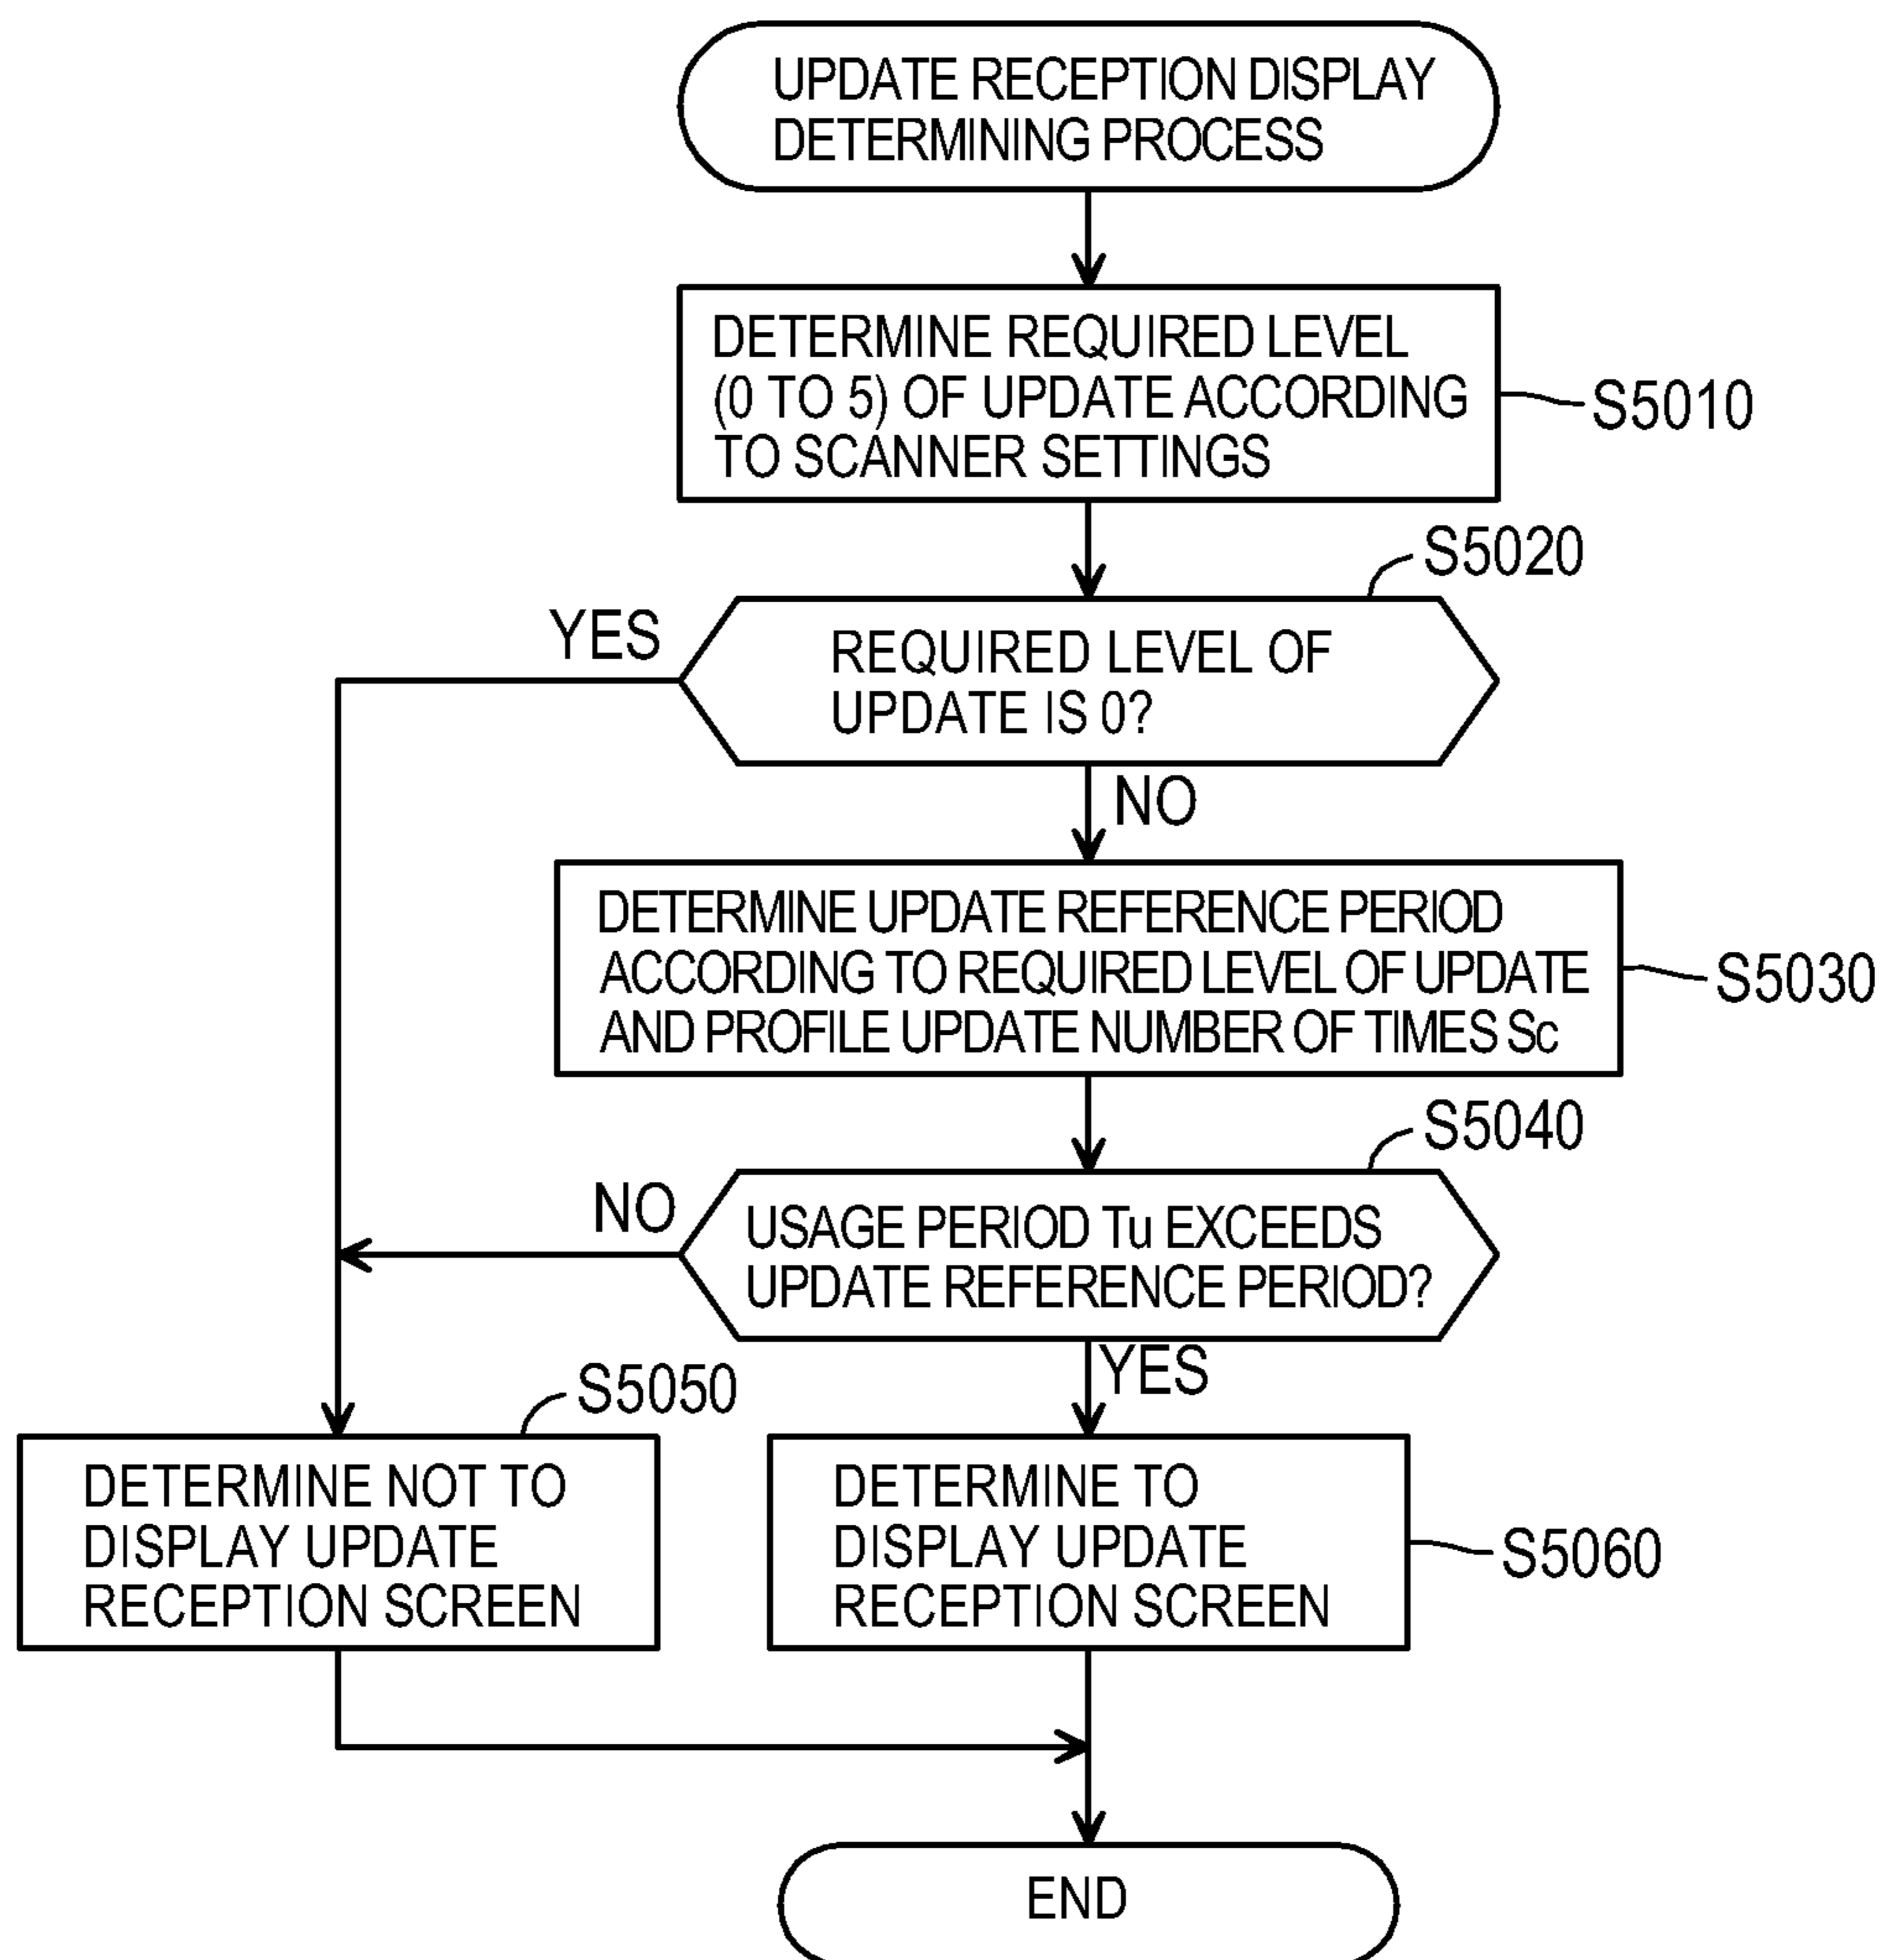 UPDATE RECEPTION DISPLAY
DETERMINING PROCESS
DETERMINE REQUIRED LEVEL
(0 TO 5) OF UPDATE ACCORDING
TO SCANNER SETTINGS
S5010
S5020
YES
REQUIRED LEVEL OF
UPDATE IS 0?
NO
DETERMINE UPDATE REFERENCE PERIOD
ACCORDING TO REQUIRED LEVEL OF UPDATE
AND PROFILE UPDATE NUMBER OF TIMES Sc
S5030
S5040
NO
USAGE PERIOD Tu EXCEEDS
UPDATE REFERENCE PERIOD?
YES
S5050
DETERMINE NOT TO
DISPLAY UPDATE
RECEPTION SCREEN
DETERMINE TO
DISPLAY UPDATE
RECEPTION SCREEN
S5060
END